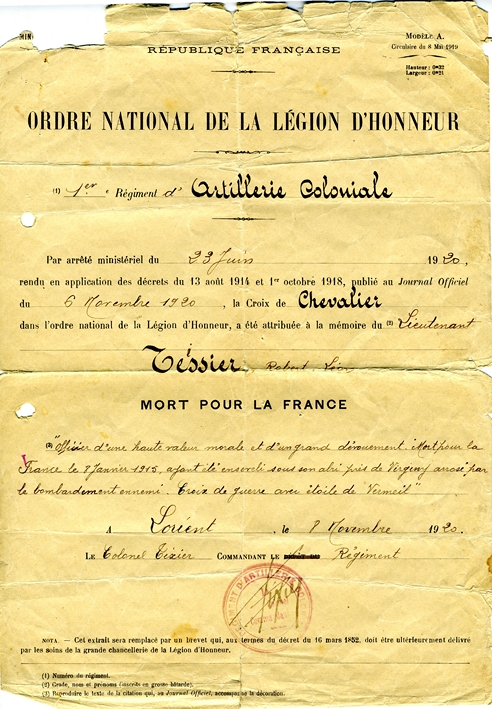 MIN
RÉPUBLIQUE FRANÇAISE
MODÈLE A.
Circulaire du 8 Mai 1919
Hauteur : 0m32
Largeur : 0m21
ORDRE NATIONAL DE LA LÉGION D'HONNEUR
(1) 1er Régiment d' Artillerie Coloniale
Par arrêté ministériel du 23 Juin 1920,
rendu en application des décrets du 13 août 1914 et 1er octobre 1918, publié au Journal Officiel
du 6 Novembre 1920, la Croix de Chevalier
dans l'ordre national de la Légion d'Honneur, a été attribuée à la mémoire du (2) Lieutenant
Téssier, Robert Léon
MORT POUR LA FRANCE
(3) "Officier d'une haute valeur morale et d'un grand dévouement. Mort pour la
France le 8 Janvier 1915, ayant été enseveli sous son abri près de Virginy arrosé par
le bombardement ennemi. Croix de guerre avec étoile de Vermeil"
A Lorient, le 8 Novembre 1920.
LE Colonel Tixier COMMANDANT LE Régiment
NOTA. — Cet extrait sera remplacé par un brevet qui, aux termes du décret du 16 mars 1852, doit être ultérieurement délivré
par les soins de la grande chancellerie de la Légion d'Honneur.
(1) Numéro du régiment.
(2) Grade, nom et prénoms (inscrits en grosse bâtarde).
(3) Reproduire le texte de la citation qui, au Journal Officiel, accompagne la décoration.